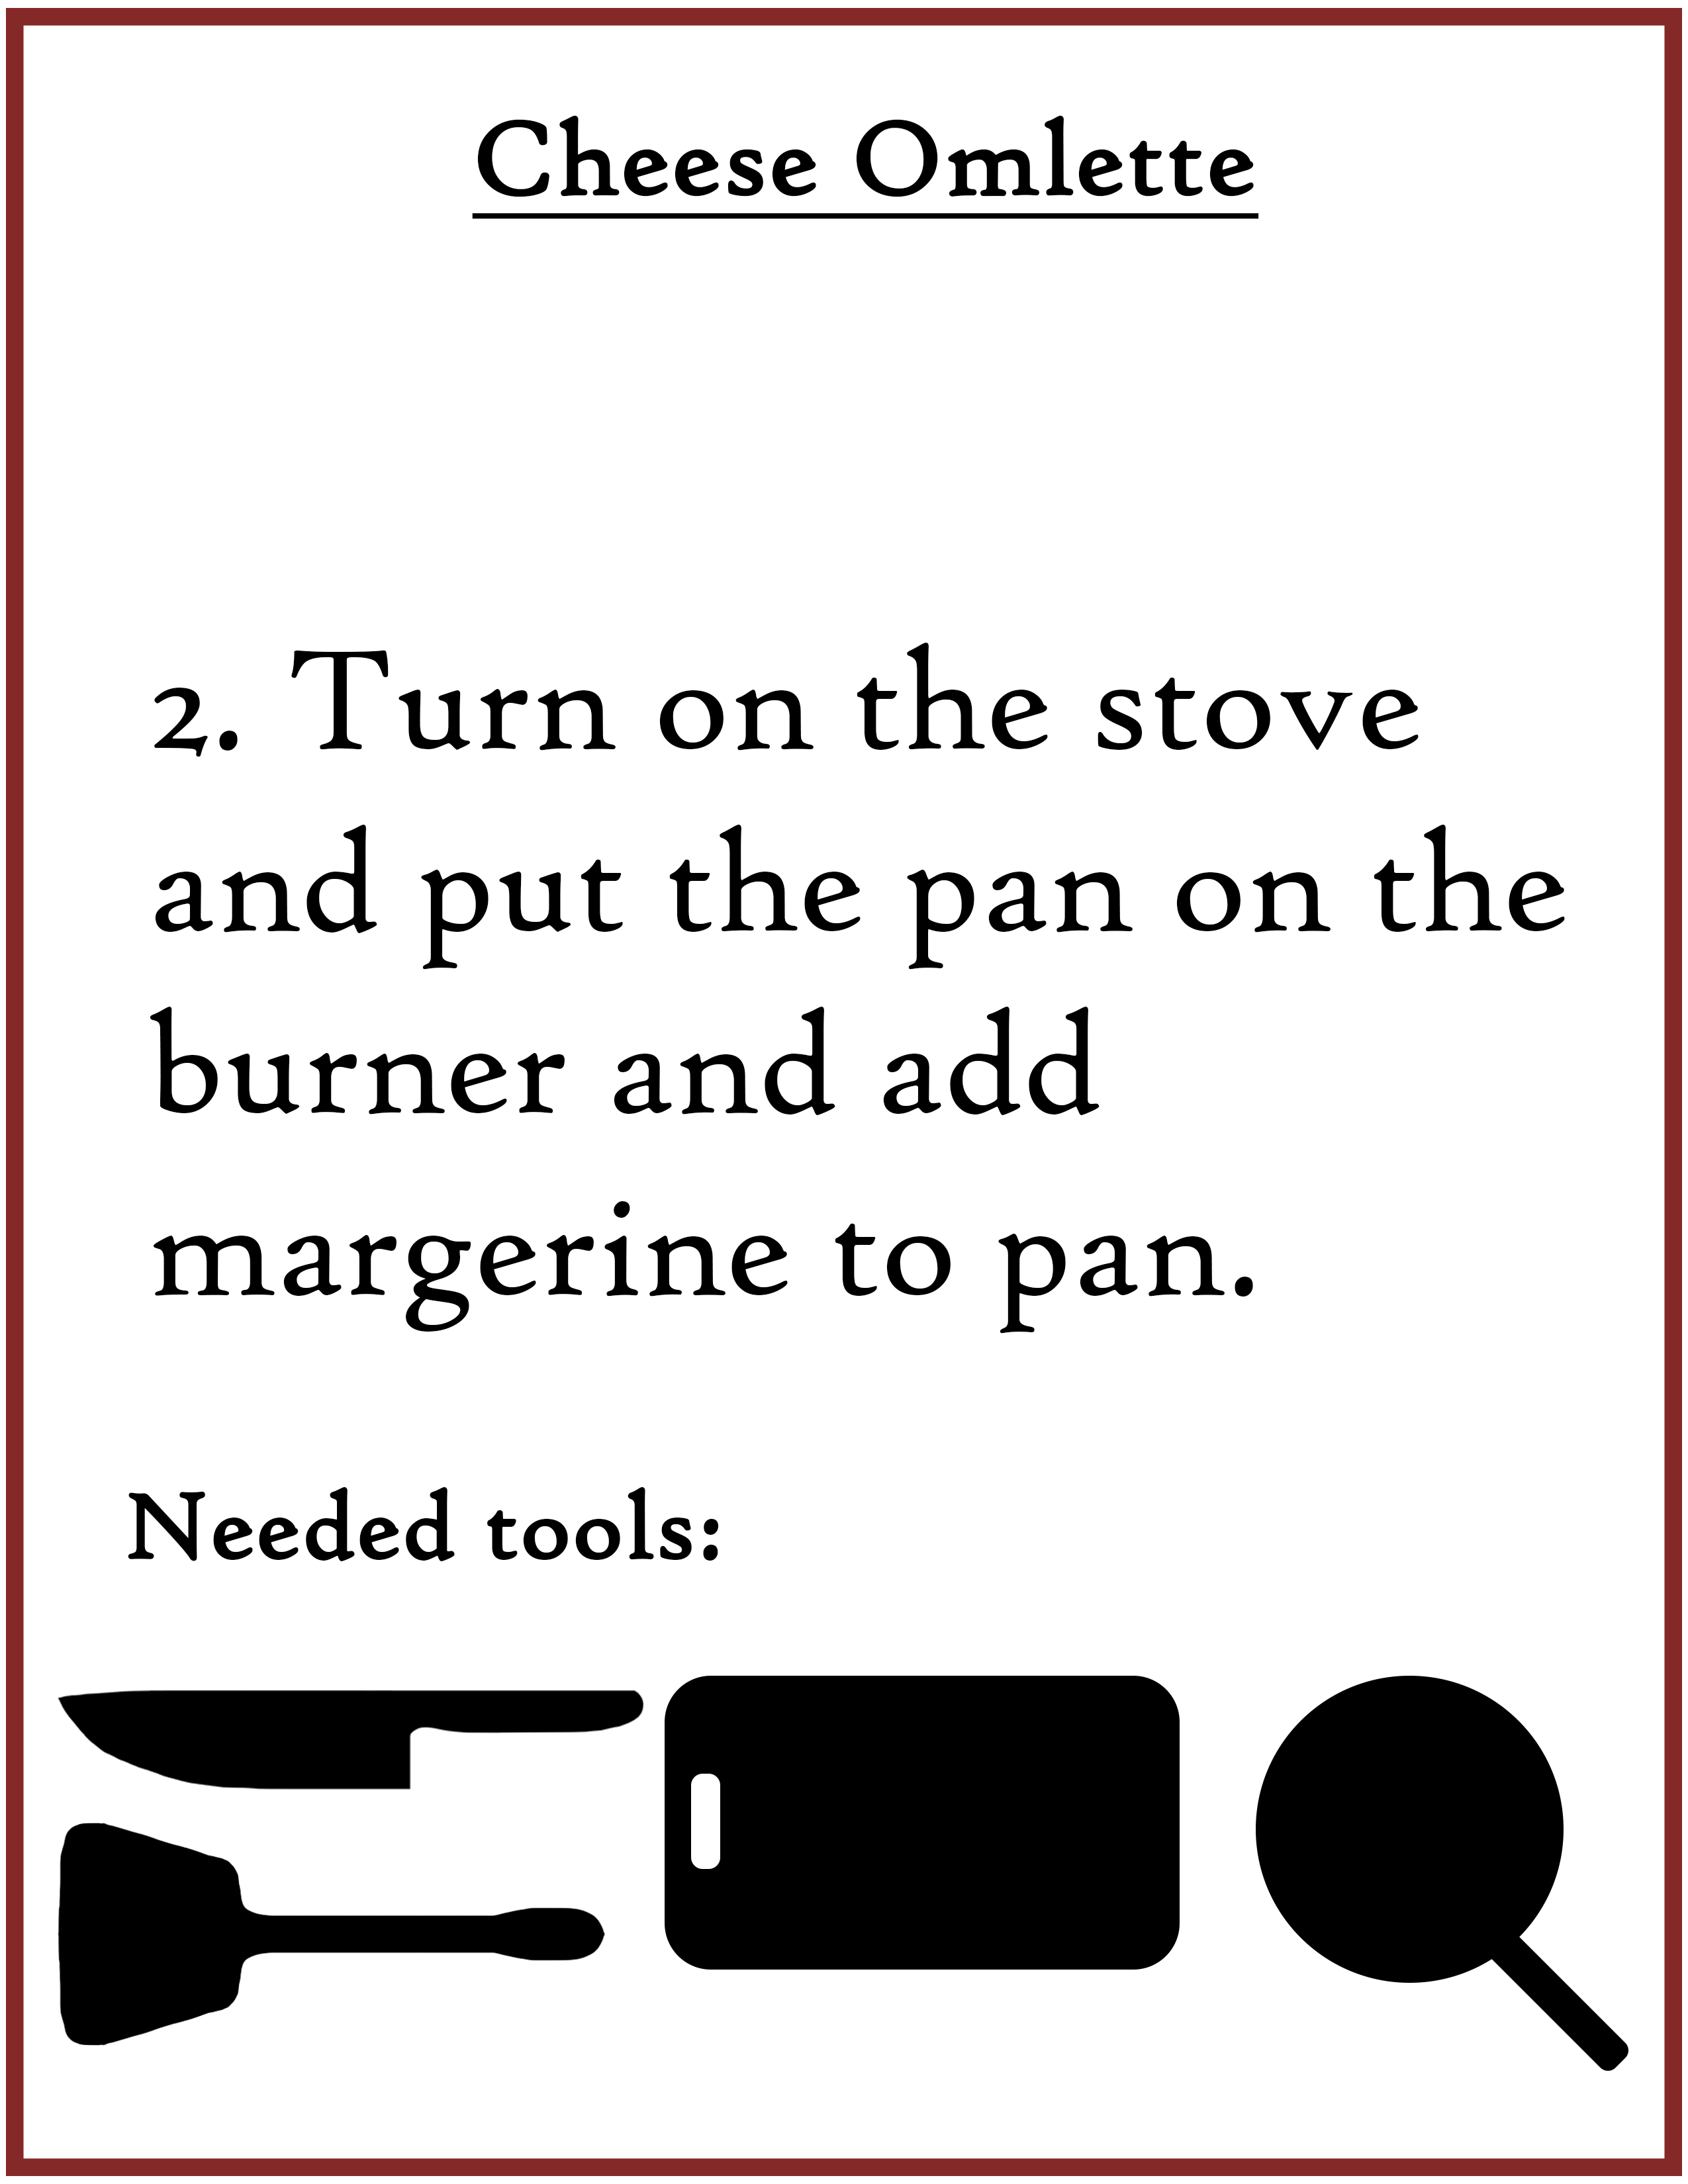 Cheese Omlette
2. Turn on the stove
and put the pan on the
burner and add
margerine to pan.
Needed tools: